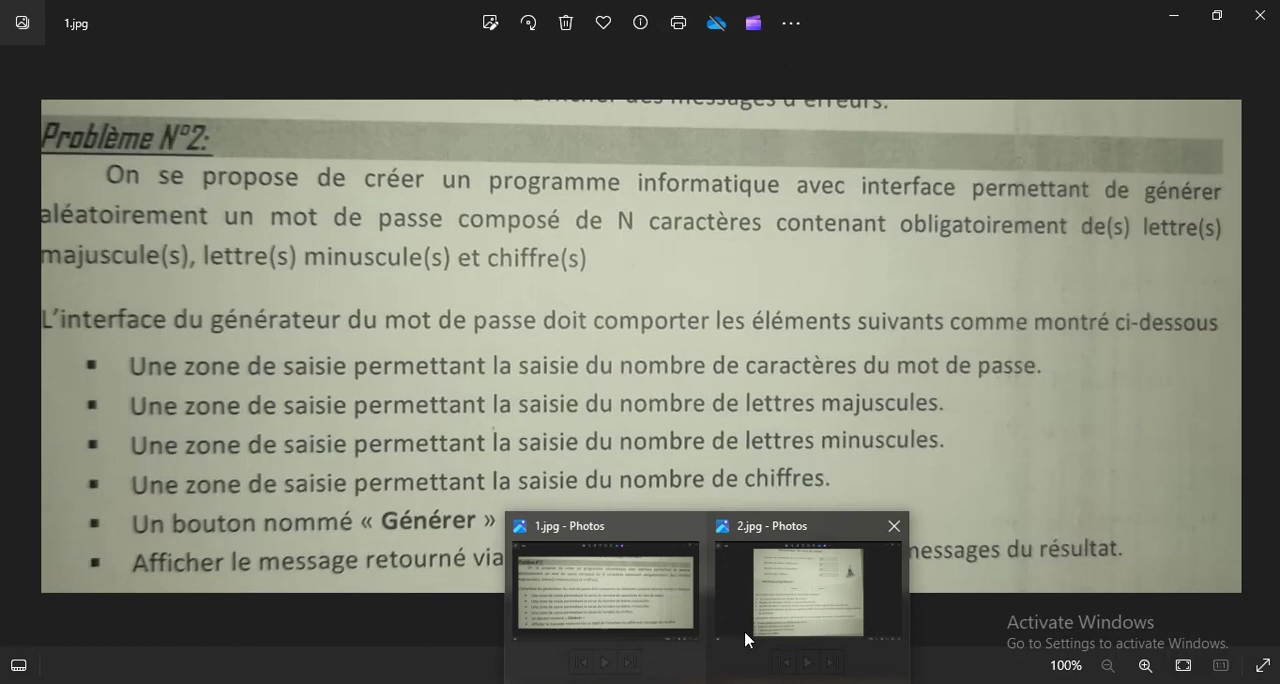 1.jpg
d'afficher des messages d'erreurs.
Problème N°2:
On se propose de créer un programme informatique avec interface permettant de générer
aléatoirement un mot de passe composé de N caractères contenant obligatoirement de(s) lettre(s)
majuscule(s), lettre(s) minuscule(s) et chiffre(s)
L'interface du générateur du mot de passe doit comporter les éléments suivants comme montré ci-dessous
▪ Une zone de saisie permettant la saisie du nombre de caractères du mot de passe.
▪ Une zone de saisie permettant la saisie du nombre de lettres majuscules.
▪ Une zone de saisie permettant la saisie du nombre de lettres minuscules.
▪ Une zone de saisie permettant la saisie du nombre de chiffres.
▪ Un bouton nommé « Générer »
▪ Afficher le message retourné via messages du résultat.
1.jpg - Photos
2.jpg - Photos
Activate Windows
Go to Settings to activate Windows.
100%